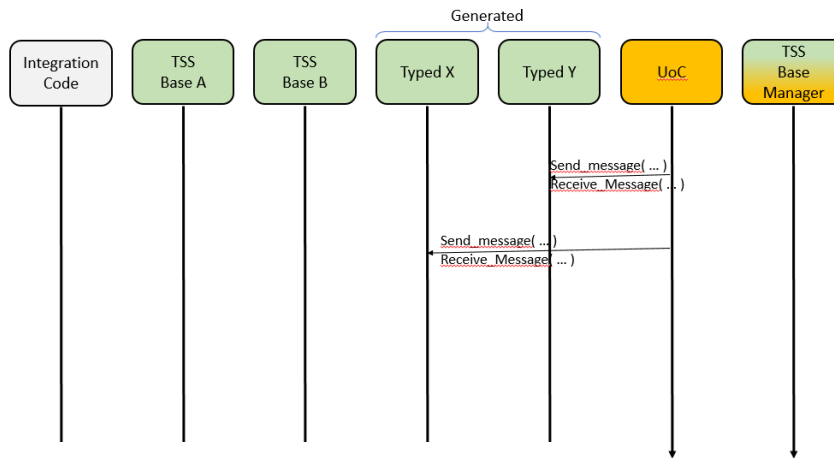 Generated
Integration
Code
TSS
Base A
TSS
Base B
Typed X
Typed Y
UoC
TSS
Base
Manager
Send_message( ... )
Receive_Message( ... )
Send_message( ... )
Receive_Message( ... )